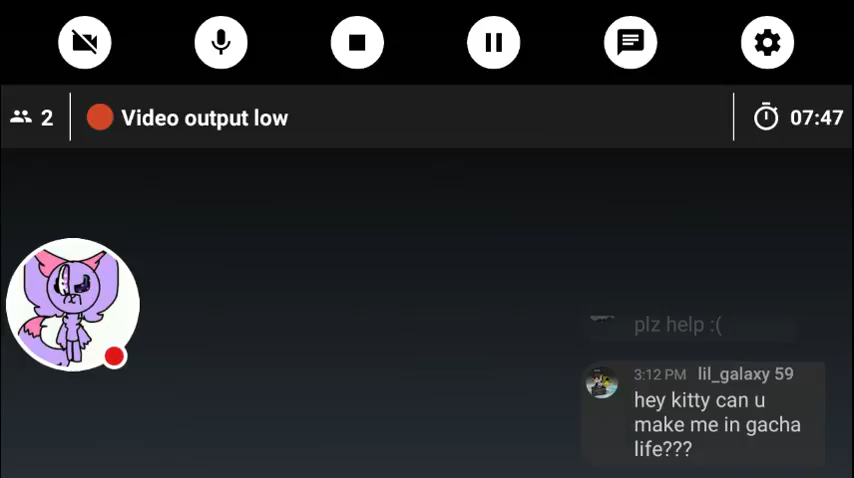 2
Video output low
07:47
plz help :(
3:12 PM lil_galaxy 59
hey kitty can u
make me in gacha
life???